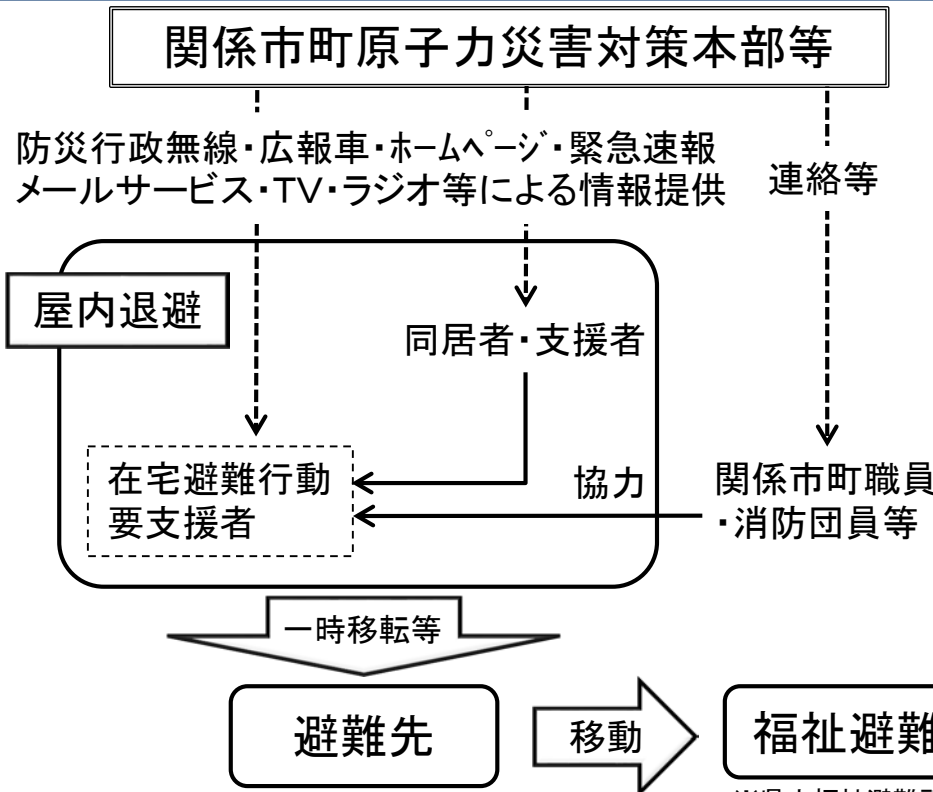 関係市町原子力災害対策本部等
防災行政無線・広報車・ホームページ・緊急速報
メールサービス・TV・ラジオ等による情報提供
連絡等
屋内退避
同居者・支援者
在宅避難行動
要支援者
協力
関係市町職員
・消防団員等
一時移転等
避難先
移動
福祉避難